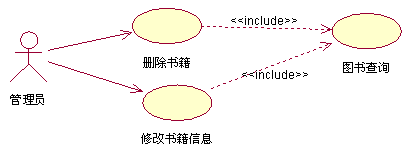 <<include>>
删除书籍
图书查询
<<include>>
管理员
修改书籍信息